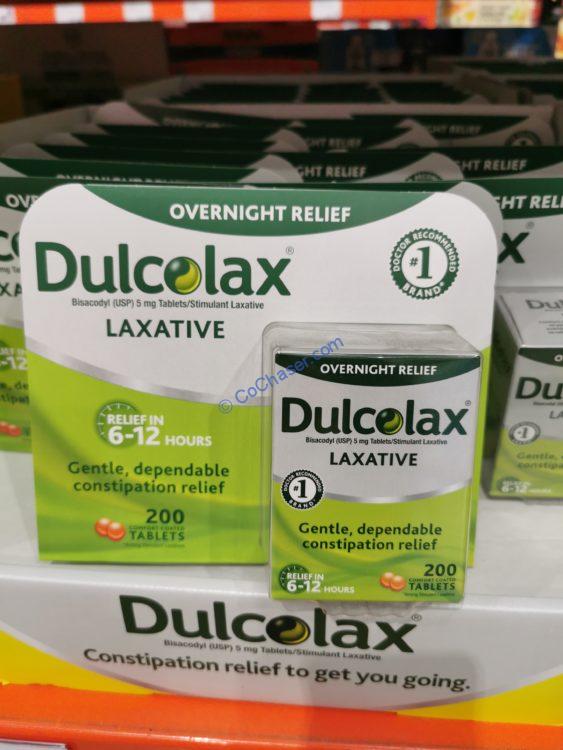 OVERNIGHT RELIEF
Dulcolax®
Bisacodyl (USP) 5 mg Tablets/Stimulant Laxative
LAXATIVE
DOCTOR RECOMMENDED
#1
BRAND
RELIEF IN
6-12 HOURS
Gentle, dependable
constipation relief
200
COMFORT COATED
TABLETS
© CoChaser.com
OVERNIGHT RELIEF
Dulcolax®
Bisacodyl (USP) 5 mg Tablets/Stimulant Laxative
LAXATIVE
DOCTOR RECOMMENDED
#1
BRAND
Gentle, dependable
constipation relief
RELIEF IN
6-12 HOURS
200
COMFORT COATED
TABLETS
Dulcolax®
Bisacodyl (USP) 5 mg Tablets/Stimulant Laxative
Constipation relief to get you going.